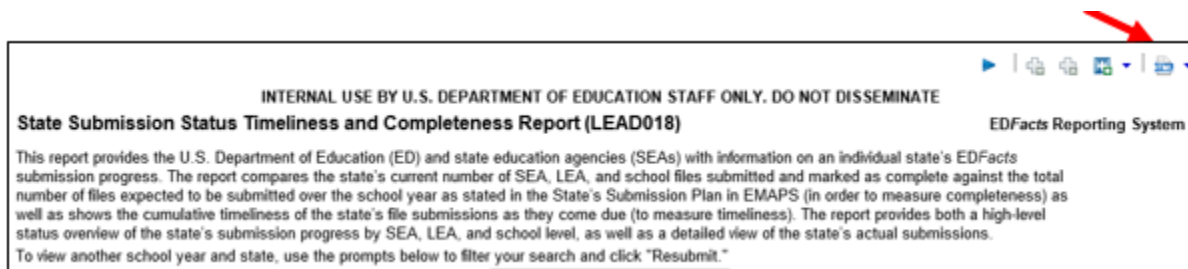 INTERNAL USE BY U.S. DEPARTMENT OF EDUCATION STAFF ONLY. DO NOT DISSEMINATE
State Submission Status Timeliness and Completeness Report (LEAD018)
EDFacts Reporting System
This report provides the U.S. Department of Education (ED) and state education agencies (SEAs) with information on an individual state's EDFacts
submission progress. The report compares the state's current number of SEA, LEA, and school files submitted and marked as complete against the total
number of files expected to be submitted over the school year as stated in the State's Submission Plan in EMAPS (in order to measure completeness) as
well as shows the cumulative timeliness of the state's file submissions as they come due (to measure timeliness). The report provides both a high-level
status overview of the state's submission progress by SEA, LEA, and school level, as well as a detailed view of the state's actual submissions.
To view another school year and state, use the prompts below to filter your search and click "Resubmit."